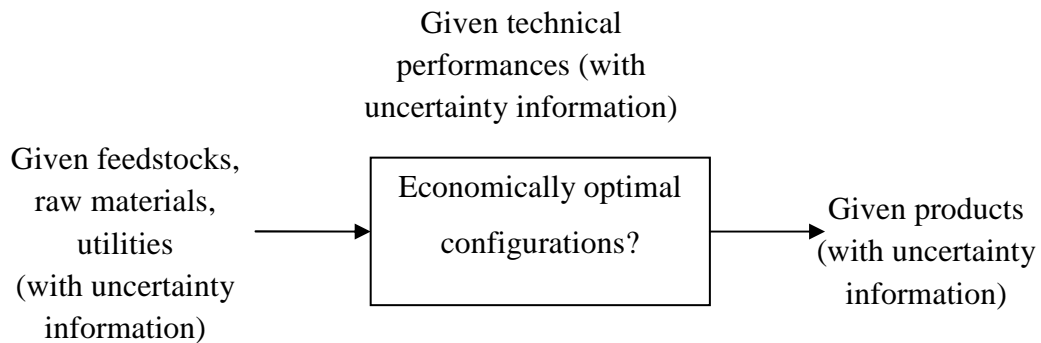 Given technical
performances (with
uncertainty information)
Given feedstocks,
raw materials,
utilities
(with uncertainty
information)
Economically optimal
configurations?
Given products
(with uncertainty
information)